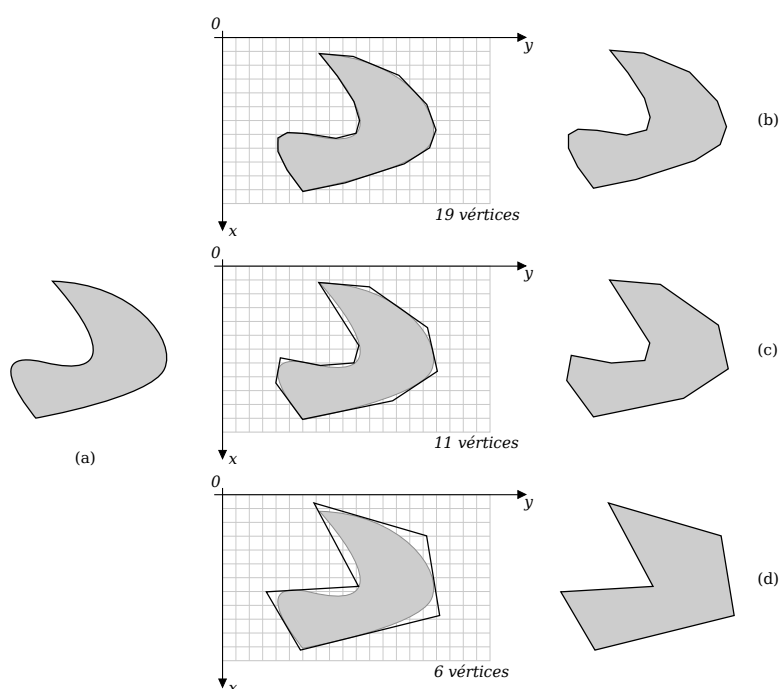 0
y
(b)
19 vértices
x
0
y
(c)
11 vértices
x
(a)
0
y
(d)
6 vértices
x